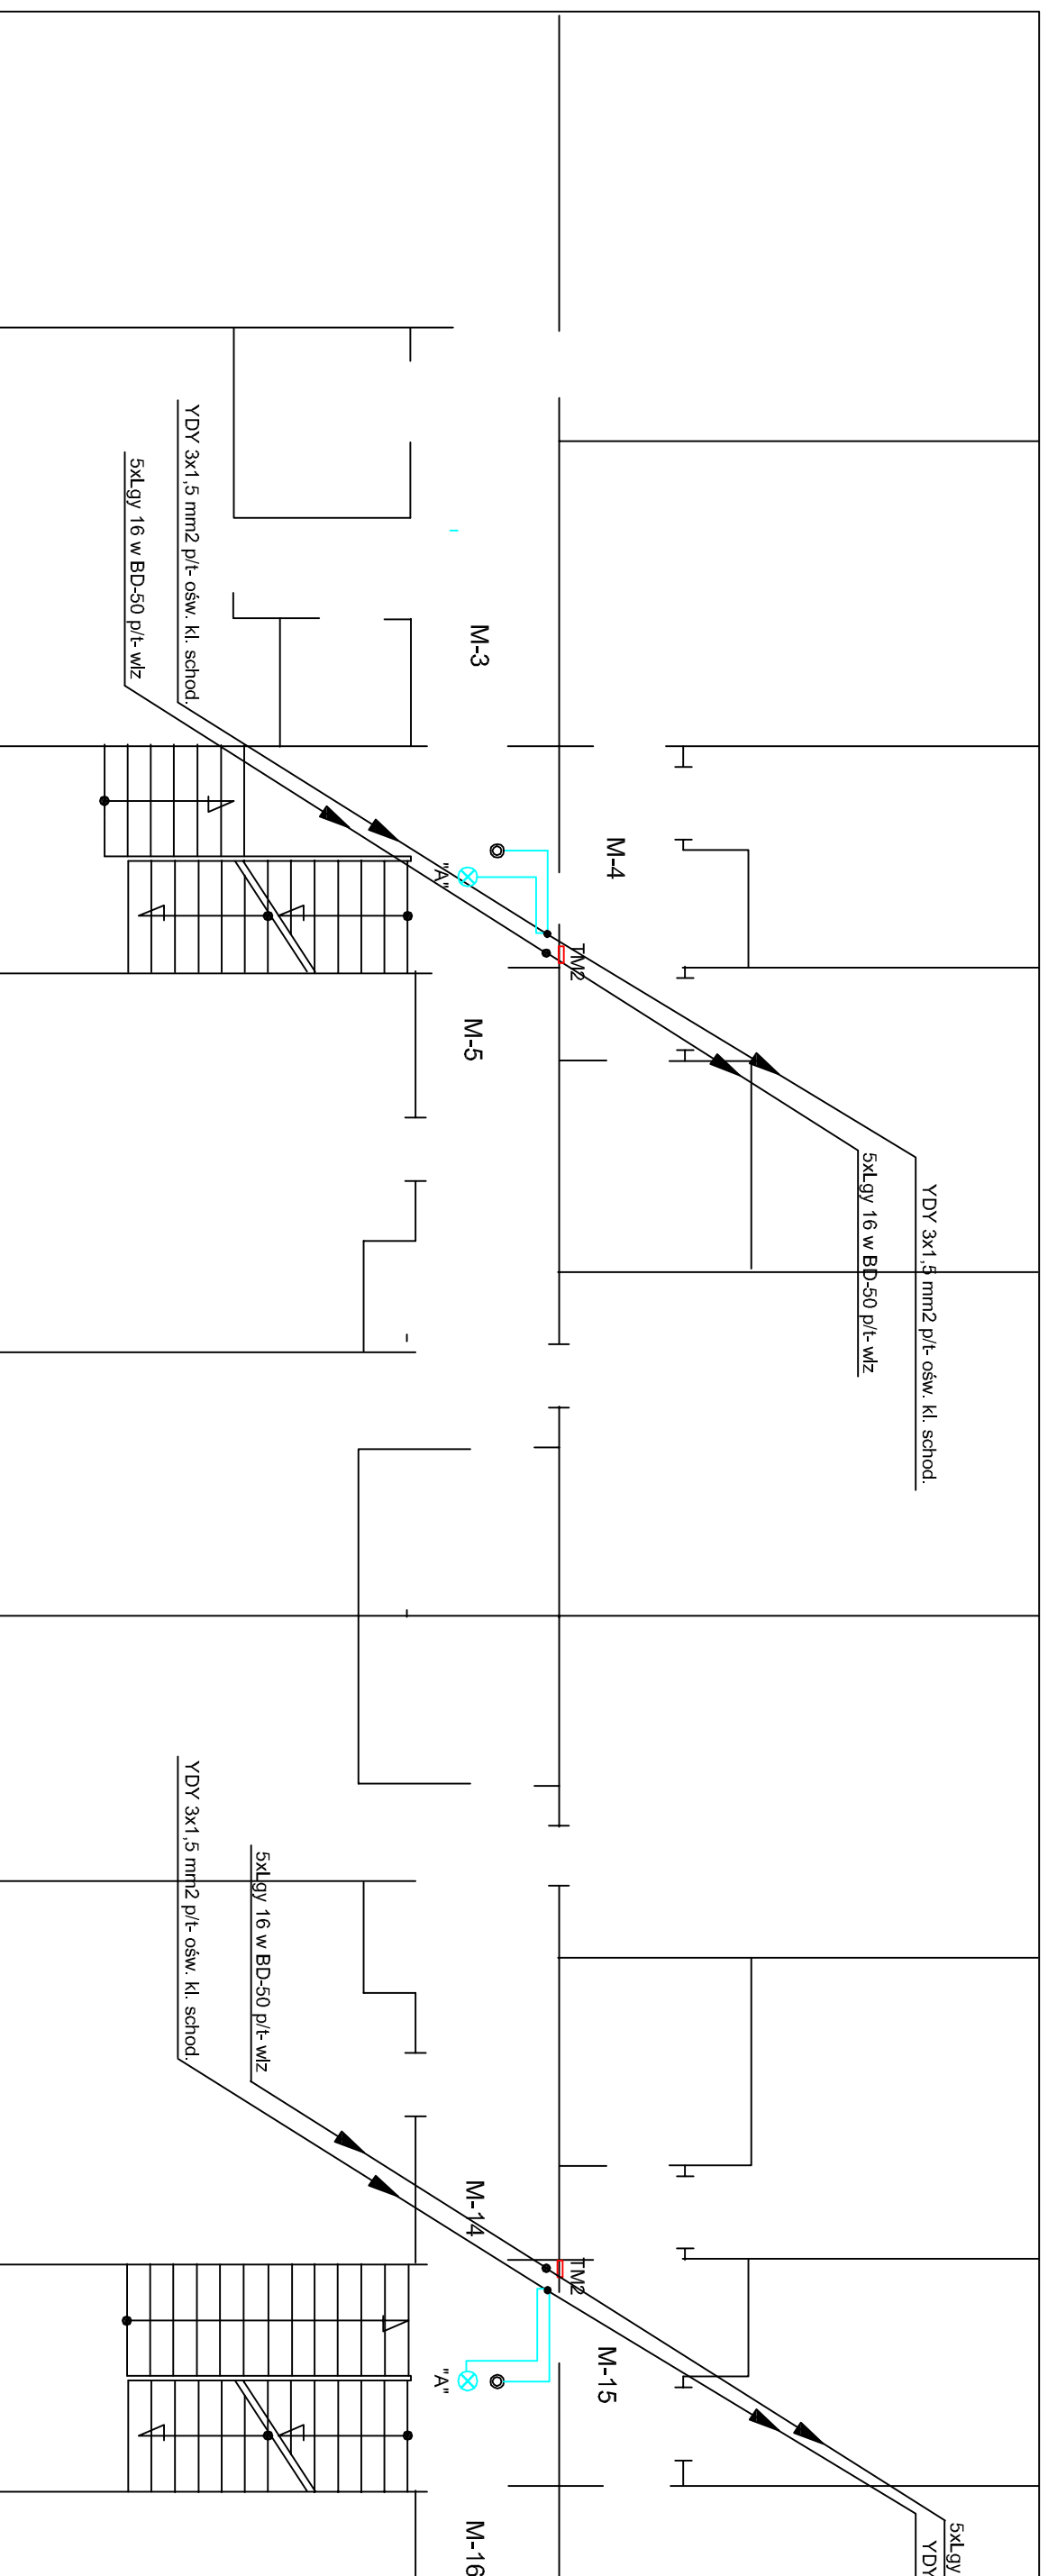 YDY 3x1,5 mm2 p/t- ośw. kl. schod.
5xLgy 16 w BD-50 p/t- wlz
M-3
M-4
"A"
TM2
M-5
YDY 3x1,5 mm2 p/t- ośw. kl. schod.
5xLgy 16 w BD-50 p/t- wlz
YDY 3x1,5 mm2 p/t- ośw. kl. schod.
5xLgy 16 w BD-50 p/t- wlz
M-14
TM2
M-15
"A"
M-16
5xLgy
YDY